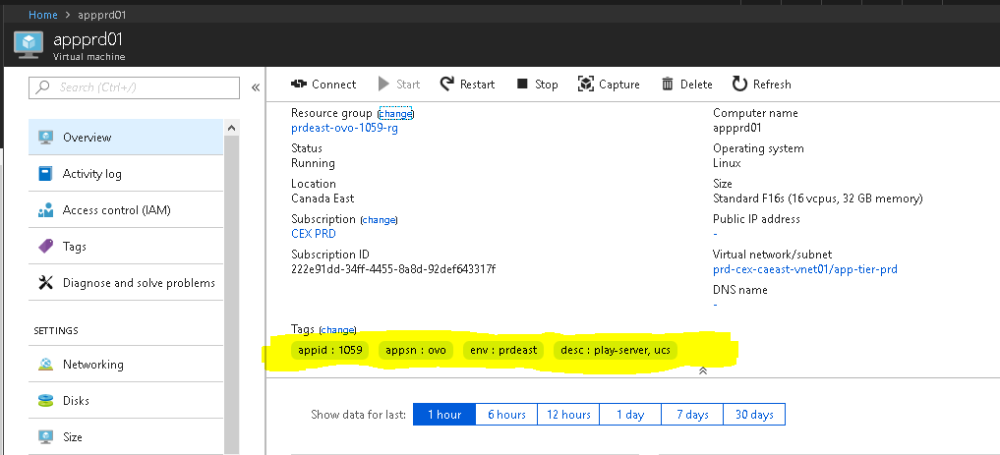 Home > appprd01
appprd01
Virtual machine
Search (Ctrl+/)
«
Overview
Activity log
Access control (IAM)
Tags
Diagnose and solve problems
SETTINGS
Networking
Disks
Size
Connect Start Restart Stop Capture Delete Refresh
Resource group (change)
prdeast-ovo-1059-rg
Status
Running
Location
Canada East
Subscription (change)
CEX PRD
Subscription ID
222e91dd-34ff-4455-8a8d-92def643317f
Computer name
appprd01
Operating system
Linux
Size
Standard F16s (16 vcpus, 32 GB memory)
Public IP address
-
Virtual network/subnet
prd-cex-caeast-vnet01/app-tier-prd
DNS name
-
Tags (change)
appid : 1059 appsn : ovo env : prdeast desc : play-server, ucs
Show data for last: 1 hour 6 hours 12 hours 1 day 7 days 30 days